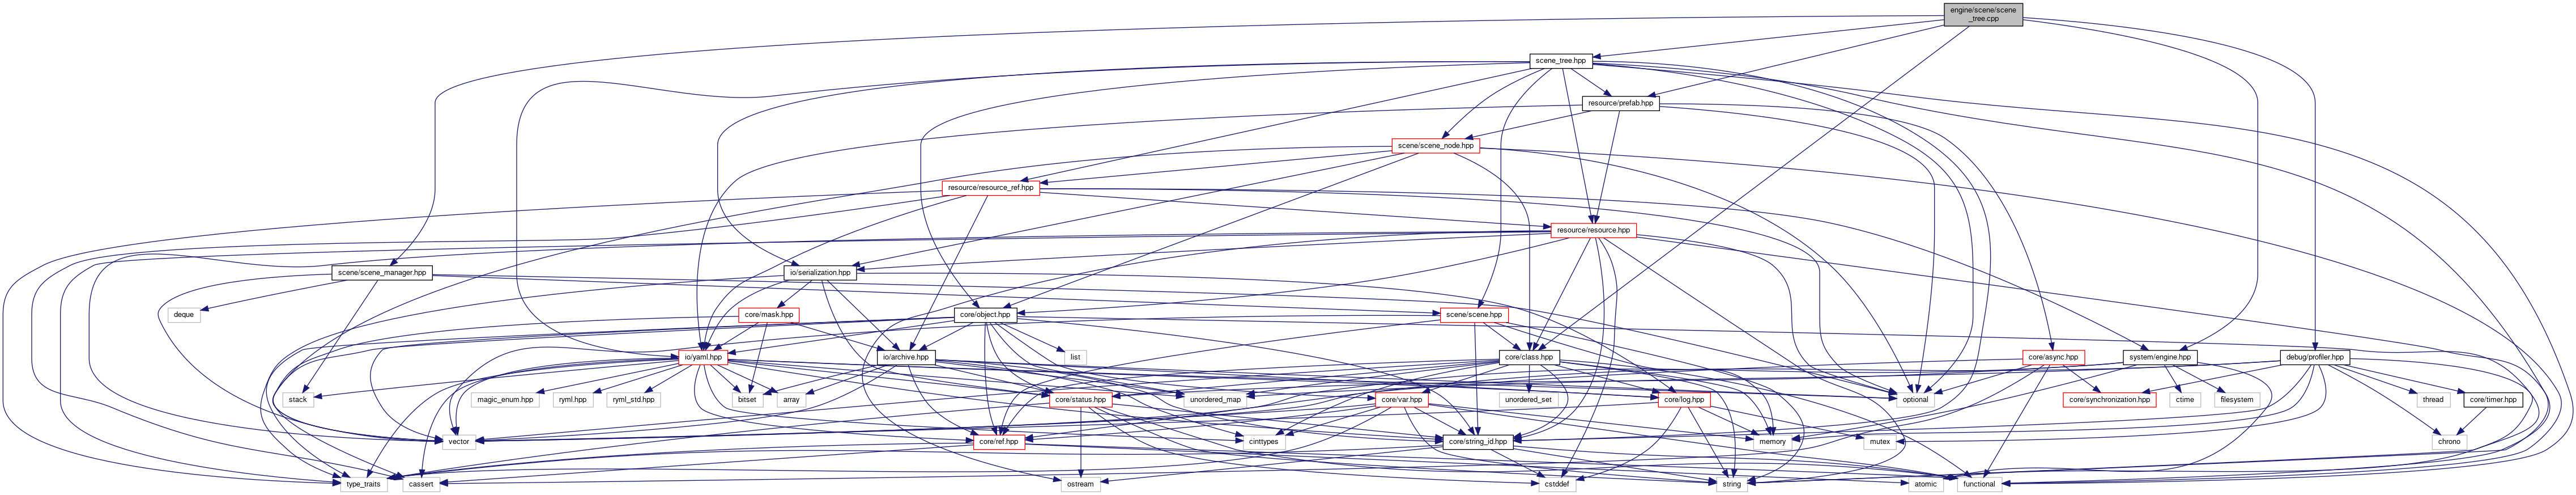 engine/scene/scene
_tree.cpp
scene_tree.hpp
resource/prefab.hpp
scene/scene_node.hpp
resource/resource_ref.hpp
resource/resource.hpp
scene/scene_manager.hpp
io/serialization.hpp
deque
core/mask.hpp
core/object.hpp
scene/scene.hpp
list
io/yaml.hpp
io/archive.hpp
core/class.hpp
core/async.hpp
system/engine.hpp
debug/profiler.hpp
stack
magic_enum.hpp
ryml.hpp
ryml_std.hpp
bitset
array
core/status.hpp
unordered_map
core/var.hpp
unordered_set
core/log.hpp
optional
core/synchronization.hpp
ctime
filesystem
thread
core/timer.hpp
vector
core/ref.hpp
cinttypes
core/string_id.hpp
memory
mutex
chrono
type_traits
cassert
ostream
cstddef
string
atomic
functional